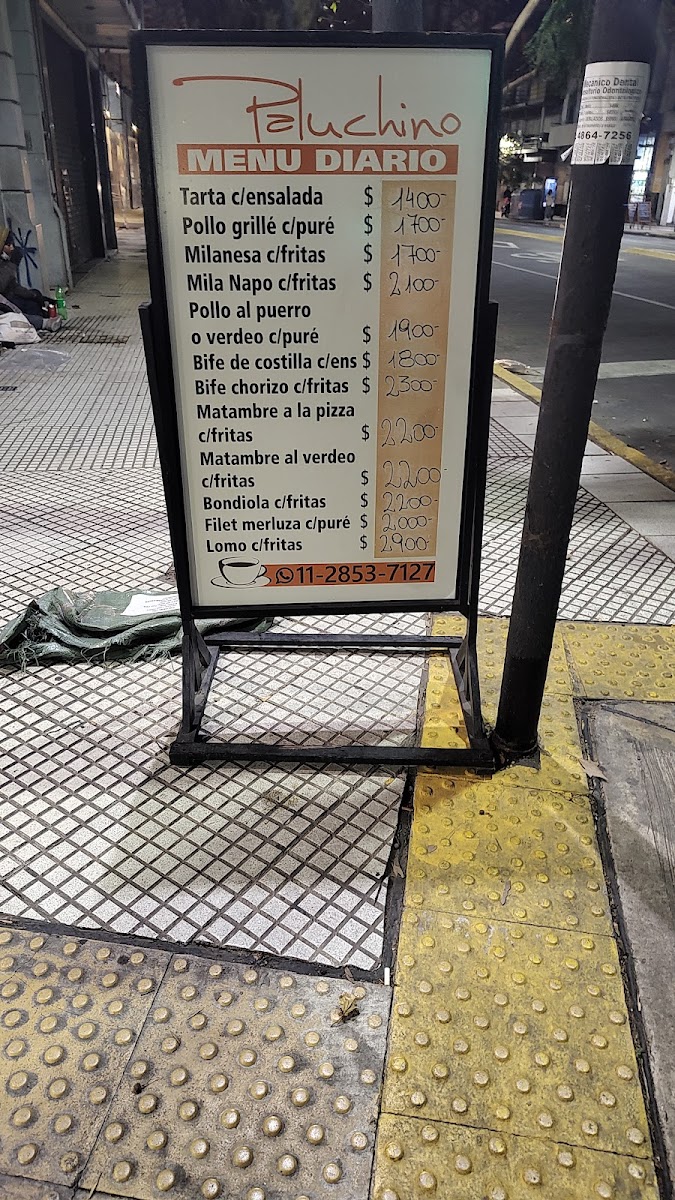 Paluchino
MENU DIARIO
Tarta c/ensalada $ 1400-
Pollo grillé c/puré $ 1700-
Milanesa c/fritas $ 1700-
Mila Napo c/fritas $ 2100-
Pollo al puerro
o verdeo c/puré $ 1900-
Bife de costilla c/ens $ 1800-
Bife chorizo c/fritas $ 2300-
Matambre a la pizza
c/fritas $ 2200-
Matambre al verdeo
c/fritas $ 2200-
Bondiola c/fritas $ 2200-
Filet merluza c/puré $ 2000-
Lomo c/fritas $ 2900-
11-2853-7127
Mecánico Dental
4864-7256